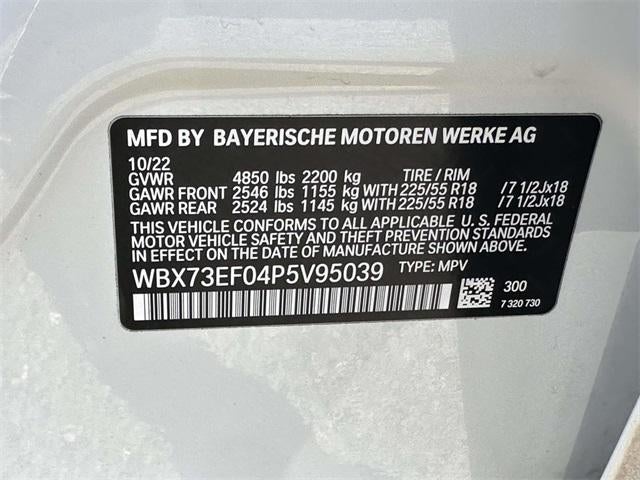 MFD BY BAYERISCHE MOTOREN WERKE AG
10/22
GVWR 4850 lbs 2200 kg TIRE / RIM
GAWR FRONT 2546 lbs 1155 kg WITH 225/55 R18 /7 1/2Jx18
GAWR REAR 2524 lbs 1145 kg WITH 225/55 R18 /7 1/2Jx18
THIS VEHICLE CONFORMS TO ALL APPLICABLE U. S. FEDERAL
MOTOR VEHICLE SAFETY AND THEFT PREVENTION STANDARDS
IN EFFECT ON THE DATE OF MANUFACTURE SHOWN ABOVE.
WBX73EF04P5V95039 TYPE: MPV
300
7 320 730